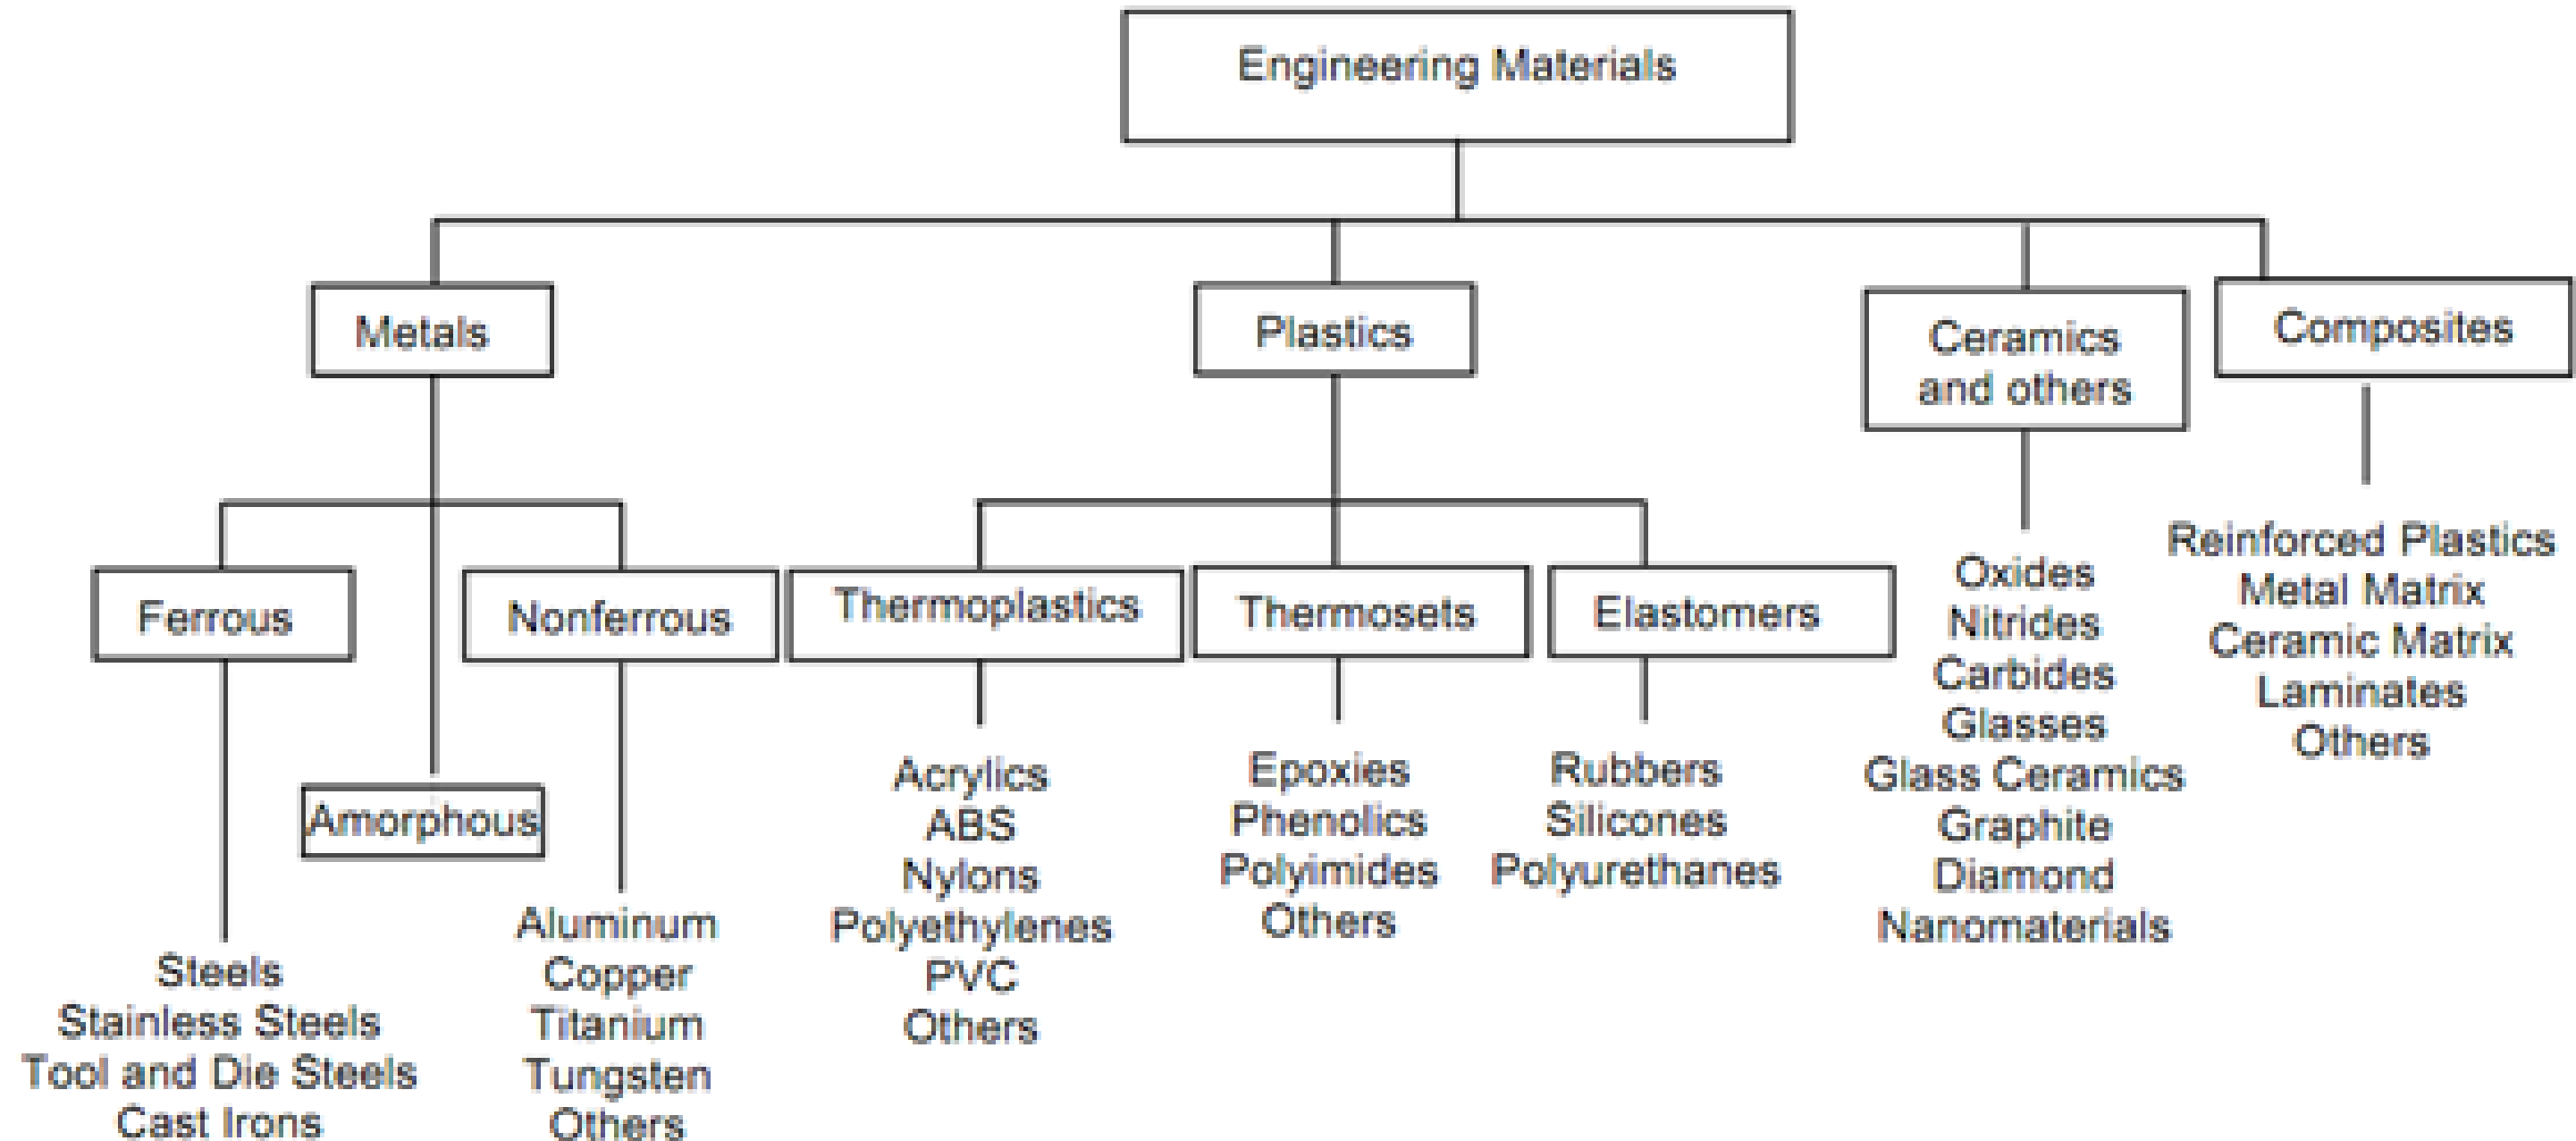 Engineering Materials
Metals
Plastics
Ceramics
and others
Composites
Ferrous
Nonferrous
Thermoplastics
Thermosets
Elastomers
Amorphous
Steels
Stainless Steels
Tool and Die Steels
Cast Irons
Aluminum
Copper
Titanium
Tungsten
Others
Acrylics
ABS
Nylons
Polyethylenes
PVC
Others
Epoxies
Phenolics
Polyimides
Others
Rubbers
Silicones
Polyurethanes
Oxides
Nitrides
Carbides
Glasses
Glass Ceramics
Graphite
Diamond
Nanomaterials
Reinforced Plastics
Metal Matrix
Ceramic Matrix
Laminates
Others